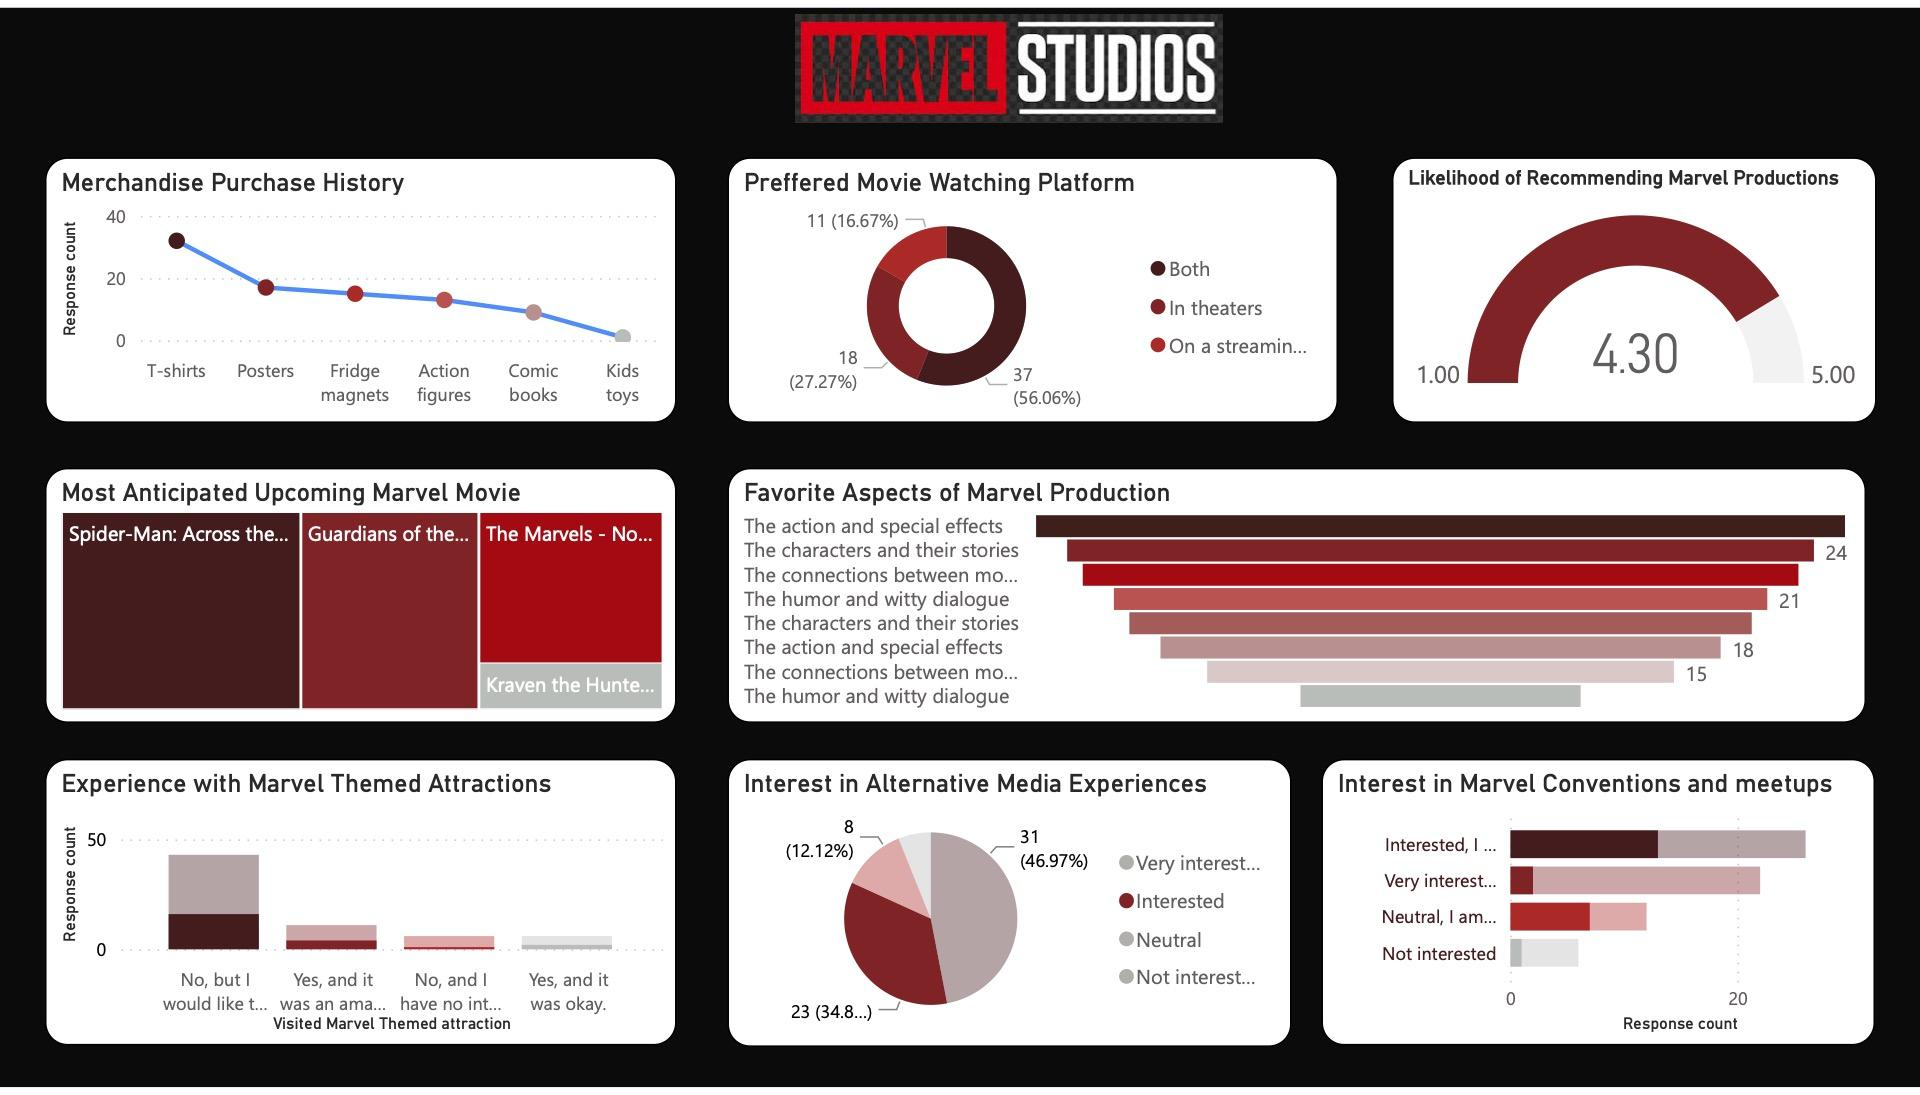 MARVEL STUDIOS
Merchandise Purchase History
Response count
40
20
0
T-shirts
Posters
Fridge
magnets
Action
figures
Comic
books
Kids
toys
Preffered Movie Watching Platform
11 (16.67%)
18
(27.27%)
37
(56.06%)
Both
In theaters
On a streamin...
Likelihood of Recommending Marvel Productions
4.30
1.00
5.00
Most Anticipated Upcoming Marvel Movie
Spider-Man: Across the...
Guardians of the...
The Marvels - No...
Kraven the Hunte...
Favorite Aspects of Marvel Production
The action and special effects
The characters and their stories
24
The connections between mo...
The humor and witty dialogue
21
The characters and their stories
The action and special effects
18
The connections between mo...
15
The humor and witty dialogue
Experience with Marvel Themed Attractions
Response count
50
0
No, but I
would like t...
Yes, and it
was an ama...
No, and I
have no int...
Yes, and it
was okay.
Visited Marvel Themed attraction
Interest in Alternative Media Experiences
8
(12.12%)
31
(46.97%)
23 (34.8...)
Very interest...
Interested
Neutral
Not interest...
Interest in Marvel Conventions and meetups
Interested, I ...
Very interest...
Neutral, I am...
Not interested
0
20
Response count